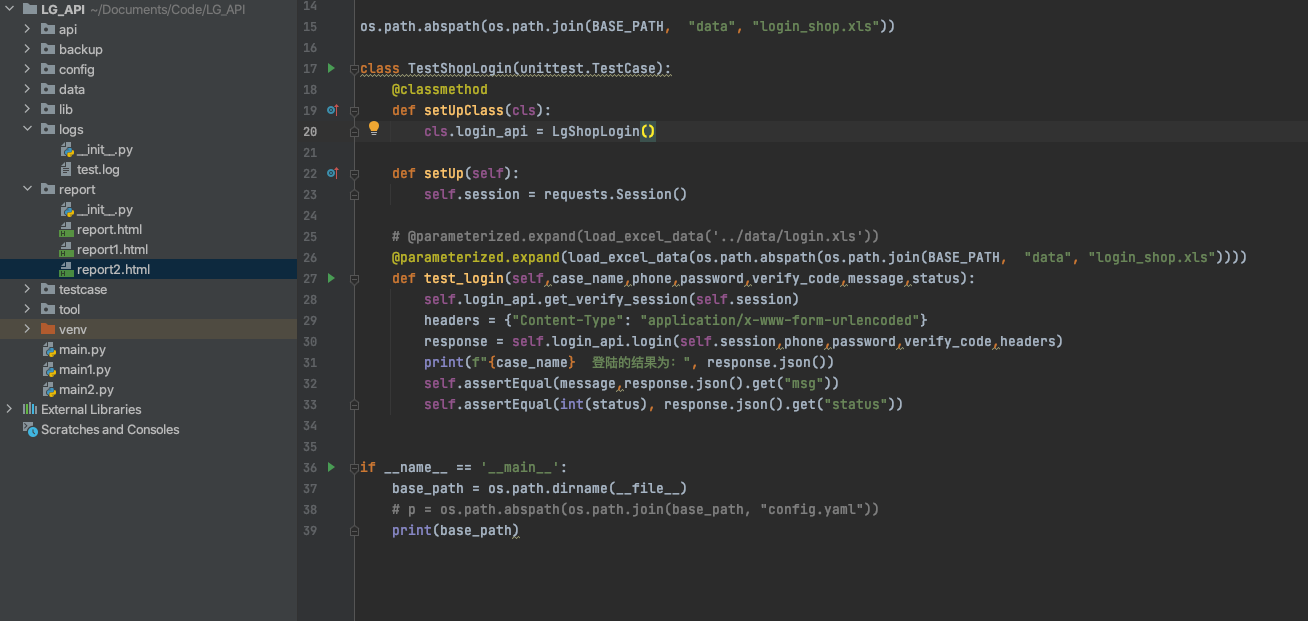 LG_API ~/Documents/Code/LG_API
api
backup
config
data
lib
logs
__init__.py
test.log
report
__init__.py
report.html
report1.html
report2.html
testcase
tool
venv
main.py
main1.py
main2.py
External Libraries
Scratches and Consoles
14
15 os.path.abspath(os.path.join(BASE_PATH, "data", "login_shop.xls"))
16
17 class TestShopLogin(unittest.TestCase):
18 @classmethod
19 def setUpClass(cls):
20 cls.login_api = LgShopLogin()
21
22 def setUp(self):
23 self.session = requests.Session()
24
25 # @parameterized.expand(load_excel_data('../data/login.xls'))
26 @parameterized.expand(load_excel_data(os.path.abspath(os.path.join(BASE_PATH, "data", "login_shop.xls"))))
27 def test_login(self,case_name,phone,password,verify_code,message,status):
28 self.login_api.get_verify_session(self.session)
29 headers = {"Content-Type": "application/x-www-form-urlencoded"}
30 response = self.login_api.login(self.session,phone,password,verify_code,headers)
31 print(f"{case_name} 登陆的结果为：", response.json())
32 self.assertEqual(message,response.json().get("msg"))
33 self.assertEqual(int(status), response.json().get("status"))
34
35
36 if __name__ == '__main__':
37 base_path = os.path.dirname(__file__)
38 # p = os.path.abspath(os.path.join(base_path, "config.yaml"))
39 print(base_path)